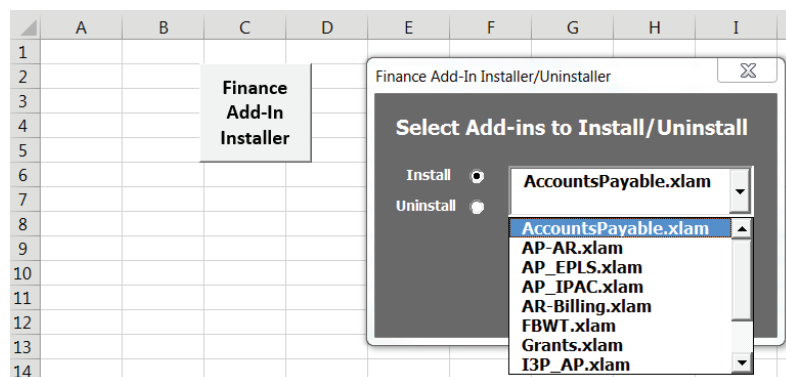 A B C D E F G H I
1
2
3
4
5
6
7
8
9
10
11
12
13
14
Finance
Add-In
Installer
Finance Add-In Installer/Uninstaller
Select Add-ins to Install/Uninstall
Install
Uninstall
AccountsPayable.xlam
AccountsPayable.xlam
AP-AR.xlam
AP_EPLS.xlam
AP_IPAC.xlam
AR-Billing.xlam
FBWT.xlam
Grants.xlam
I3P_AP.xlam